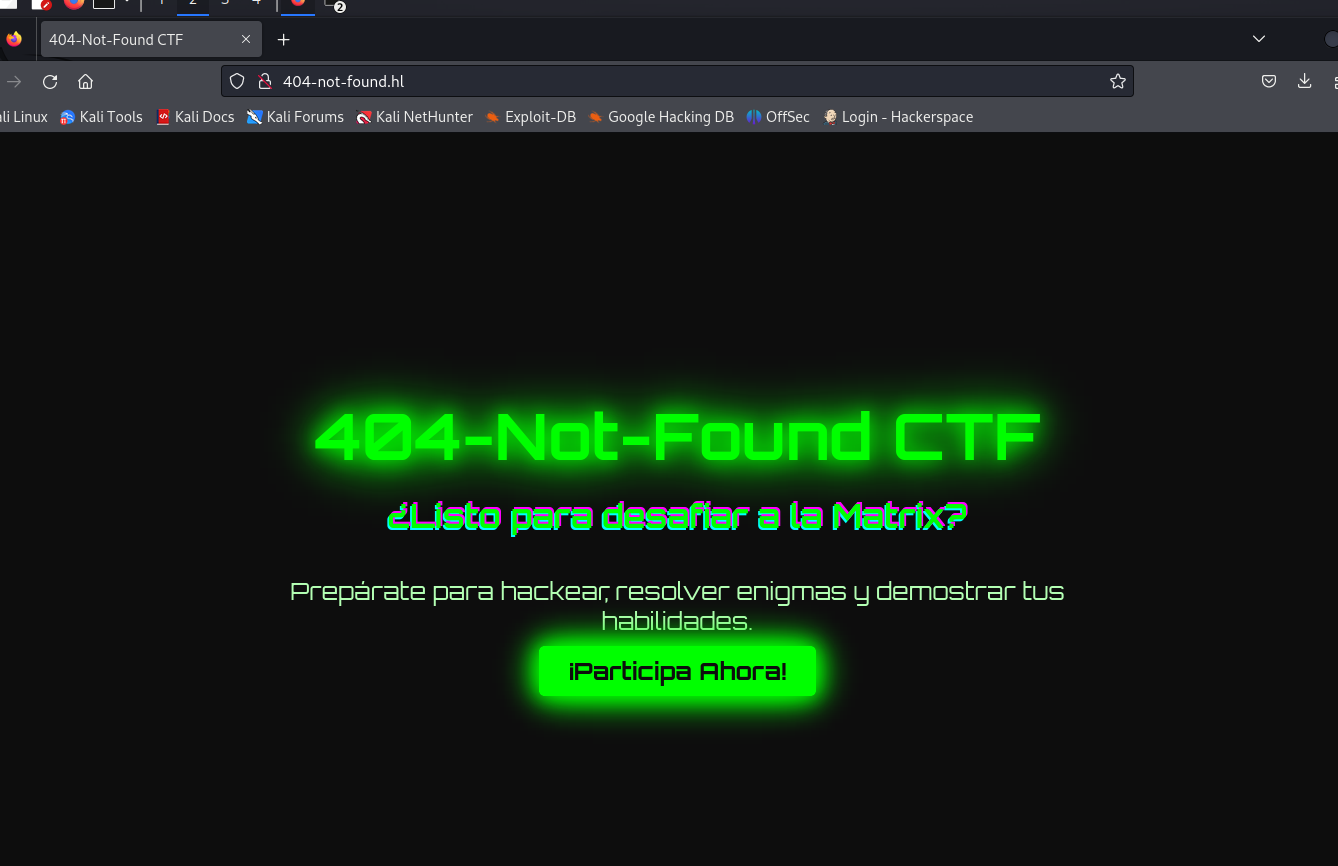 1 2 3 4 2
404-Not-Found CTF
404-not-found.hl
ali Linux Kali Tools Kali Docs Kali Forums Kali NetHunter Exploit-DB Google Hacking DB OffSec Login - Hackerspace
404-Not-Found CTF
¿Listo para desafiar a la Matrix?
Prepárate para hackear, resolver enigmas y demostrar tus
habilidades.
¡Participa Ahora!